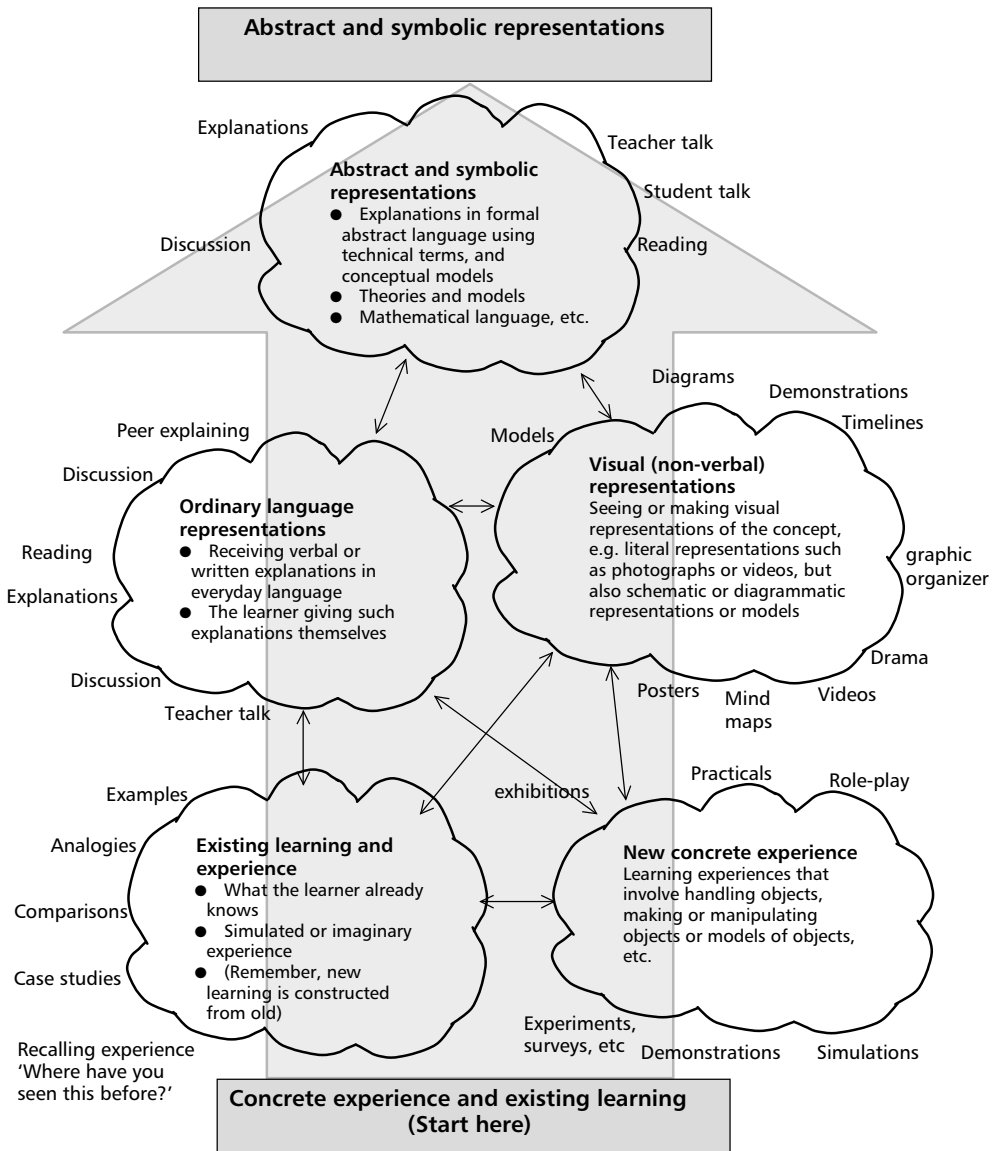 Abstract and symbolic representations
Explanations
Teacher talk
Student talk
Discussion
Reading
Abstract and symbolic
representations
● Explanations in formal
abstract language using
technical terms, and
conceptual models
● Theories and models
● Mathematical language, etc.
Peer explaining
Discussion
Reading
Explanations
Discussion
Teacher talk
Ordinary language
representations
● Receiving verbal or
written explanations in
everyday language
● The learner giving such
explanations themselves
Models
Diagrams
Demonstrations
Timelines
graphic
organizer
Drama
Videos
Mind
maps
Posters
Visual (non-verbal)
representations
Seeing or making visual
representations of the concept,
e.g. literal representations such
as photographs or videos, but
also schematic or diagrammatic
representations or models
Examples
Analogies
Comparisons
Case studies
Recalling experience
‘Where have you
seen this before?’
Existing learning and
experience
● What the learner already
knows
● Simulated or imaginary
experience
● (Remember, new
learning is constructed
from old)
exhibitions
Practicals
Role-play
New concrete experience
Learning experiences that
involve handling objects,
making or manipulating
objects or models of objects,
etc.
Experiments,
surveys, etc
Demonstrations
Simulations
Concrete experience and existing learning
(Start here)